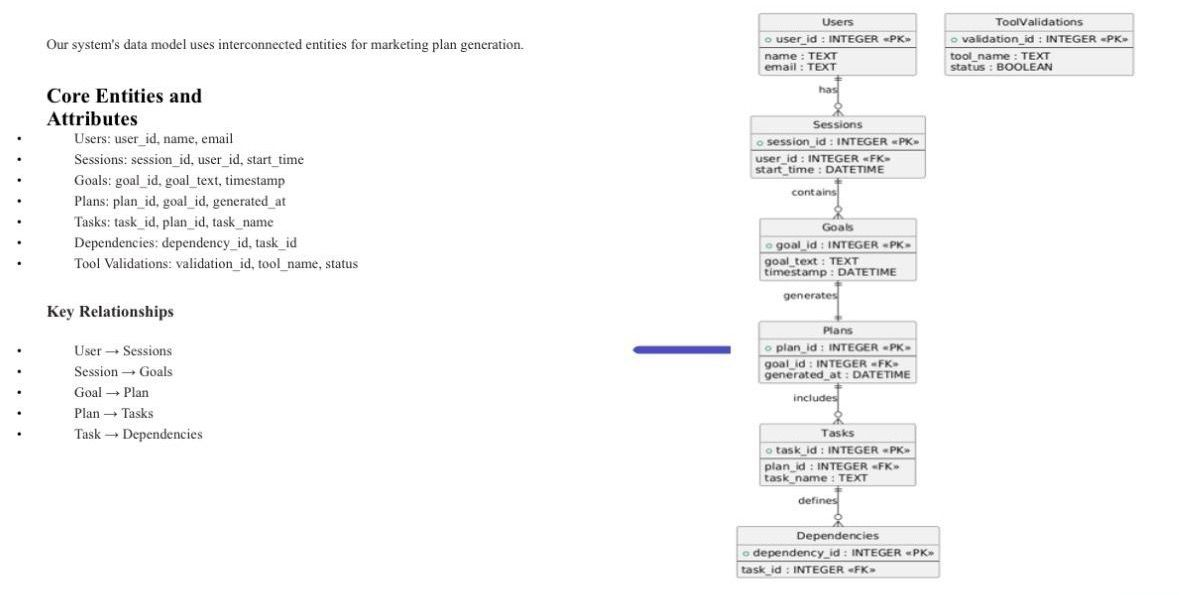 Our system's data model uses interconnected entities for marketing plan generation.
Core Entities and
Attributes
• Users: user_id, name, email
• Sessions: session_id, user_id, start_time
• Goals: goal_id, goal_text, timestamp
• Plans: plan_id, goal_id, generated_at
• Tasks: task_id, plan_id, task_name
• Dependencies: dependency_id, task_id
• Tool Validations: validation_id, tool_name, status
Key Relationships
• User → Sessions
• Session → Goals
• Goal → Plan
• Plan → Tasks
• Task → Dependencies
Users
user_id : INTEGER «PK»
name : TEXT
email : TEXT
has
Sessions
session_id : INTEGER «PK»
user_id : INTEGER «FK»
start_time : DATETIME
contains
Goals
goal_id : INTEGER «PK»
goal_text : TEXT
timestamp : DATETIME
generates
Plans
plan_id : INTEGER «PK»
goal_id : INTEGER «FK»
generated_at : DATETIME
includes
Tasks
task_id : INTEGER «PK»
plan_id : INTEGER «FK»
task_name : TEXT
defines
Dependencies
dependency_id : INTEGER «PK»
task_id : INTEGER «FK»
ToolValidations
validation_id : INTEGER «PK»
tool_name : TEXT
status : BOOLEAN